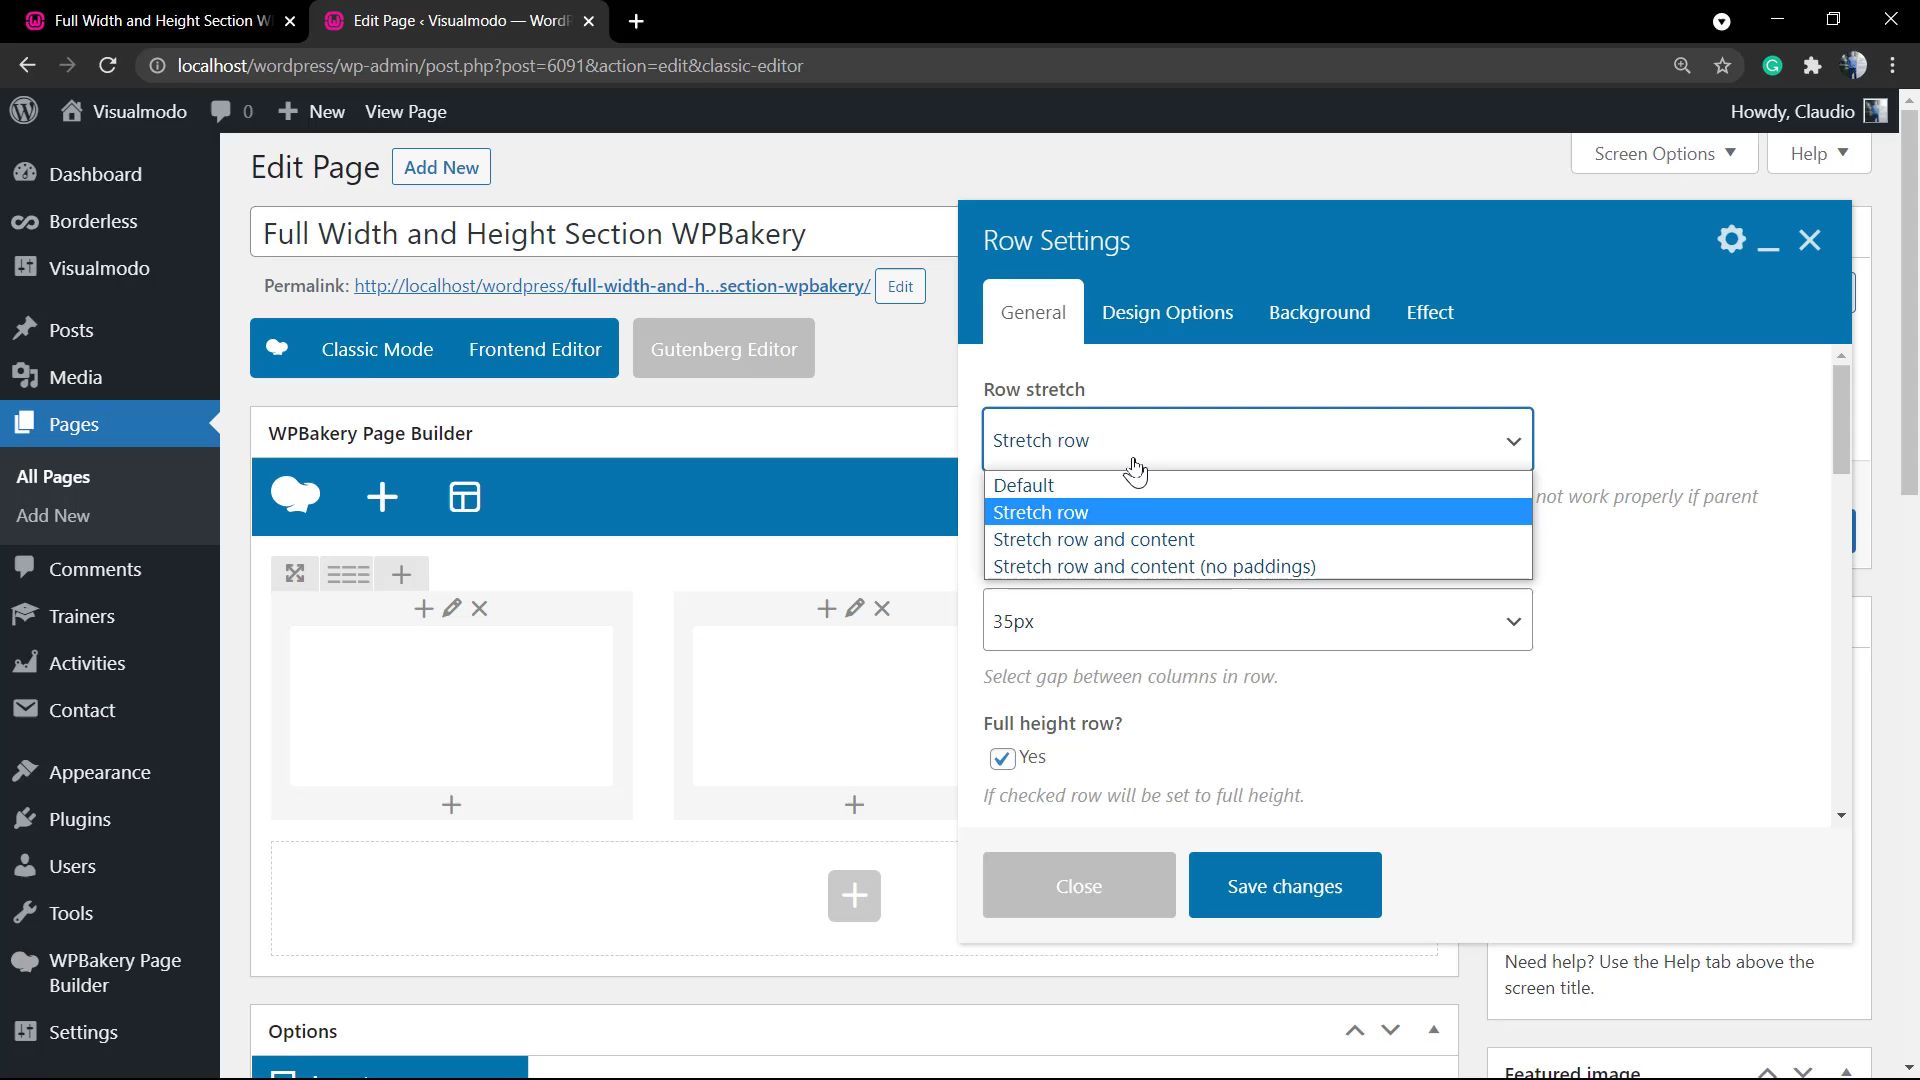 Full Width and Height Section W
Edit Page ‹ Visualmodo — WordP
localhost/wordpress/wp-admin/post.php?post=6091&action=edit&classic-editor
Visualmodo
0
New
View Page
Howdy, Claudio
Dashboard
Borderless
Visualmodo
Posts
Media
Pages
All Pages
Add New
Comments
Trainers
Activities
Contact
Appearance
Plugins
Users
Tools
WPBakery Page
Builder
Settings
Edit Page
Add New
Screen Options
Help
Full Width and Height Section WPBakery
Permalink: http://localhost/wordpress/full-width-and-h...section-wpbakery/
Edit
Classic Mode
Frontend Editor
Gutenberg Editor
WPBakery Page Builder
Options
Row Settings
General
Design Options
Background
Effect
Row stretch
Stretch row
Default
Stretch row
Stretch row and content
Stretch row and content (no paddings)
not work properly if parent
35px
Select gap between columns in row.
Full height row?
Yes
If checked row will be set to full height.
Close
Save changes
Need help? Use the Help tab above the
screen title.
Featured image